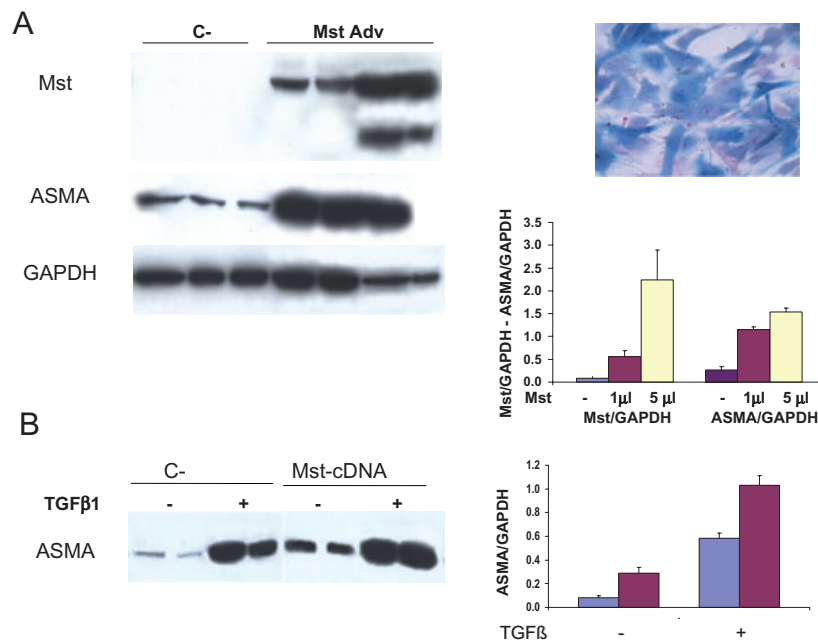 A
C-
Mst Adv
Mst
ASMA
GAPDH
Mst/GAPDH - ASMA/GAPDH
3.5
3.0
2.5
2.0
1.5
1.0
0.5
0.0
Mst - 1µl 5 µl - 1µl 5 µl
Mst/GAPDH ASMA/GAPDH
B
C- Mst-cDNA
TGFβ1 - + - +
ASMA
ASMA/GAPDH
1.2
1.0
0.8
0.6
0.4
0.2
0.0
TGFß - +